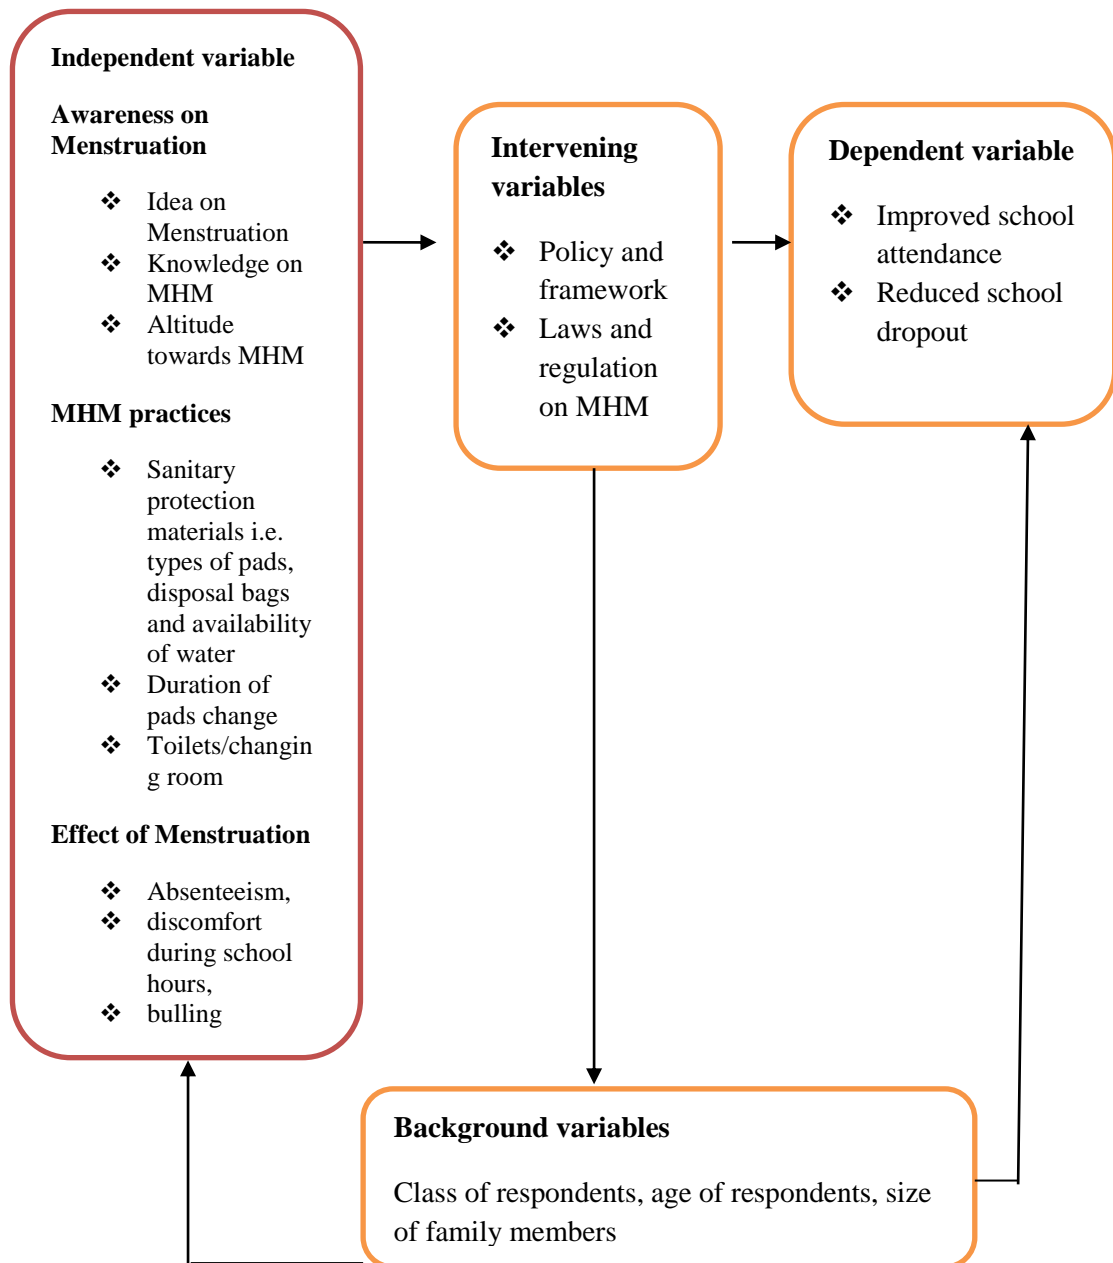 Independent variable
Awareness on
Menstruation
❖ Idea on
Menstruation
❖ Knowledge on
MHM
❖ Altitude
towards MHM
MHM practices
❖ Sanitary
protection
materials i.e.
types of pads,
disposal bags
and availability
of water
❖ Duration of
pads change
❖ Toilets/changin
g room
Effect of Menstruation
❖ Absenteeism,
❖ discomfort
during school
hours,
❖ bulling
Intervening
variables
❖ Policy and
framework
❖ Laws and
regulation
on MHM
Dependent variable
❖ Improved school
attendance
❖ Reduced school
dropout
Background variables
Class of respondents, age of respondents, size
of family members